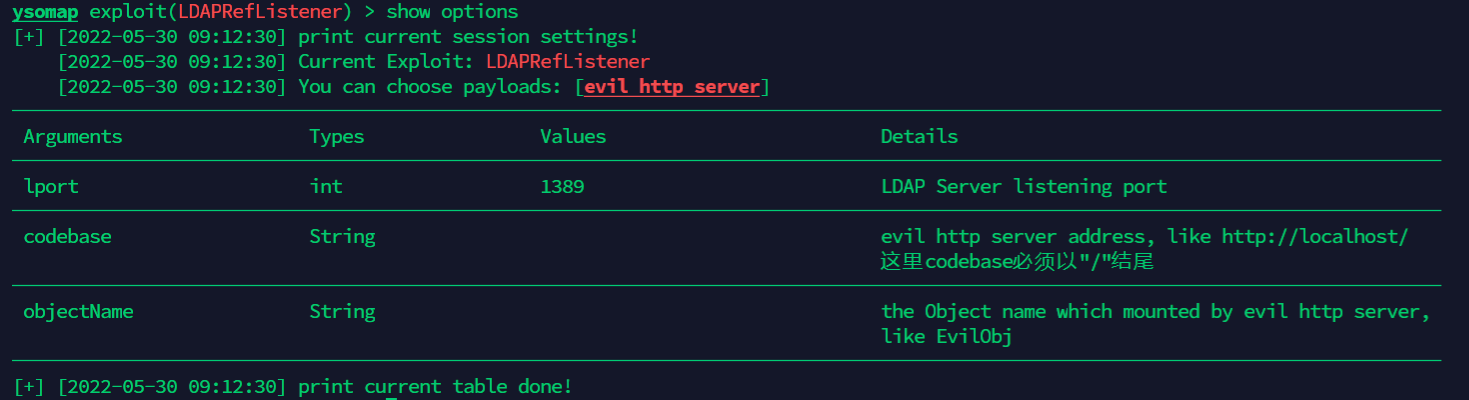 ysomap exploit(LDAPRefListener) > show options
[+] [2022-05-30 09:12:30] print current session settings!
[2022-05-30 09:12:30] Current Exploit: LDAPRefListener
[2022-05-30 09:12:30] You can choose payloads: [evil http server]
Arguments Types Values Details
lport int 1389 LDAP Server listening port
codebase String evil http server address, like http://localhost/
这里codebase必须以"/"结尾
objectName String the Object name which mounted by evil http server,
like EvilObj
[+] [2022-05-30 09:12:30] print current table done!